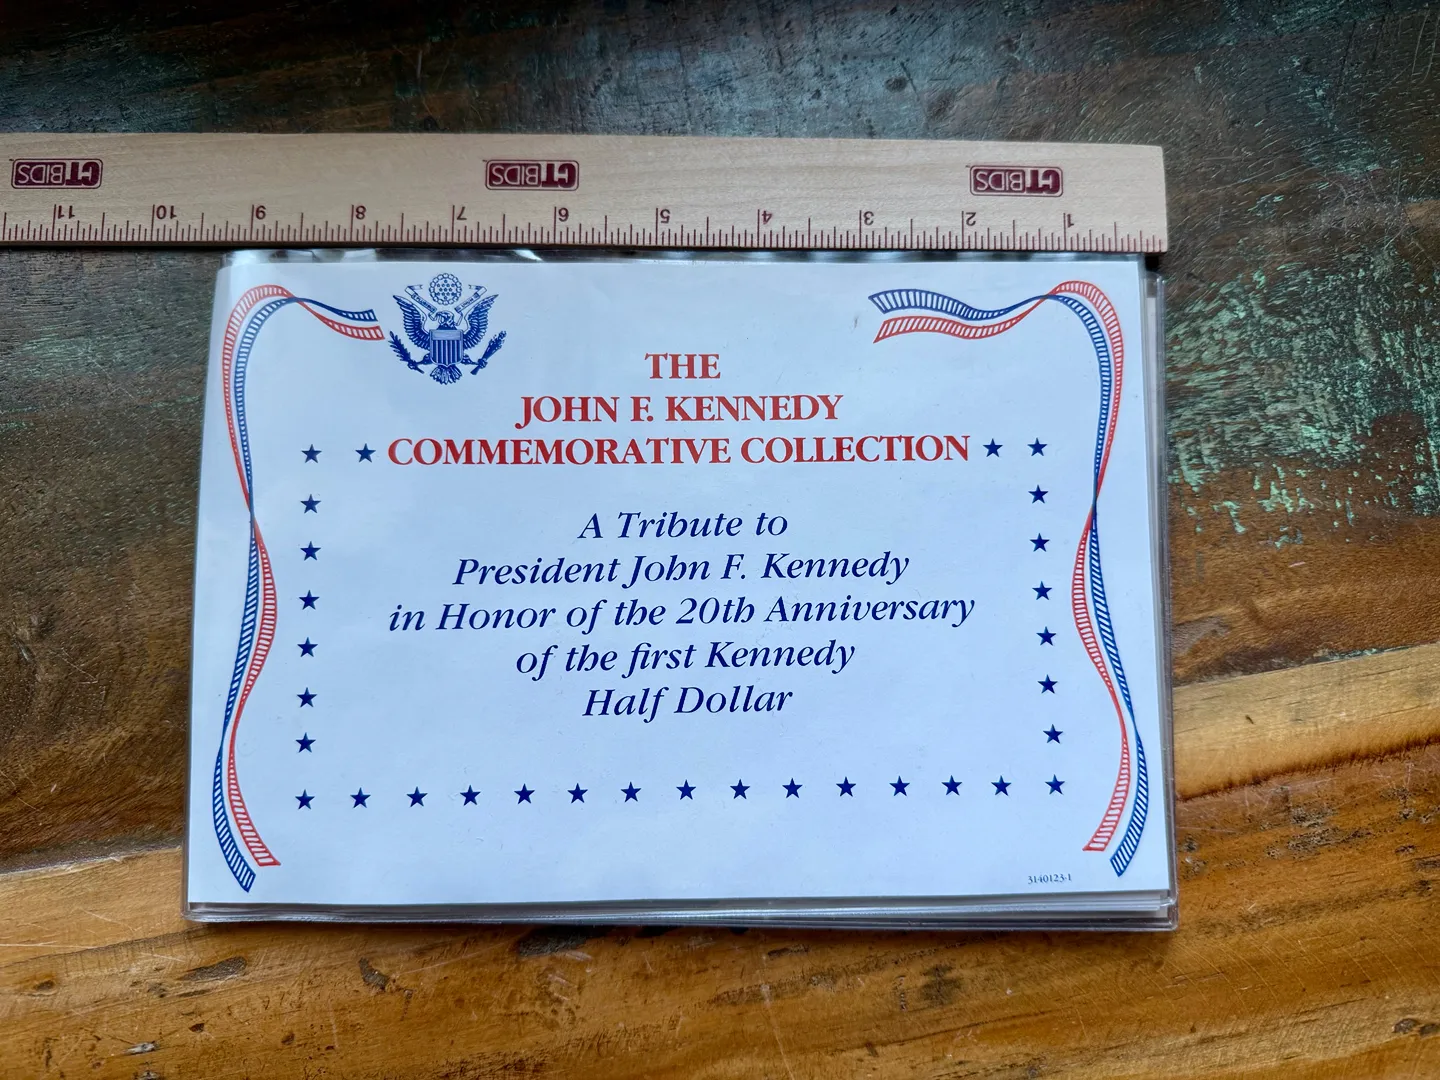 CTBIDS CTBIDS CTBIDS
11 10 9 8 7 6 5 4 3 2 1
THE
JOHN F. KENNEDY
COMMEMORATIVE COLLECTION
A Tribute to
President John F. Kennedy
in Honor of the 20th Anniversary
of the first Kennedy
Half Dollar
3140123-1